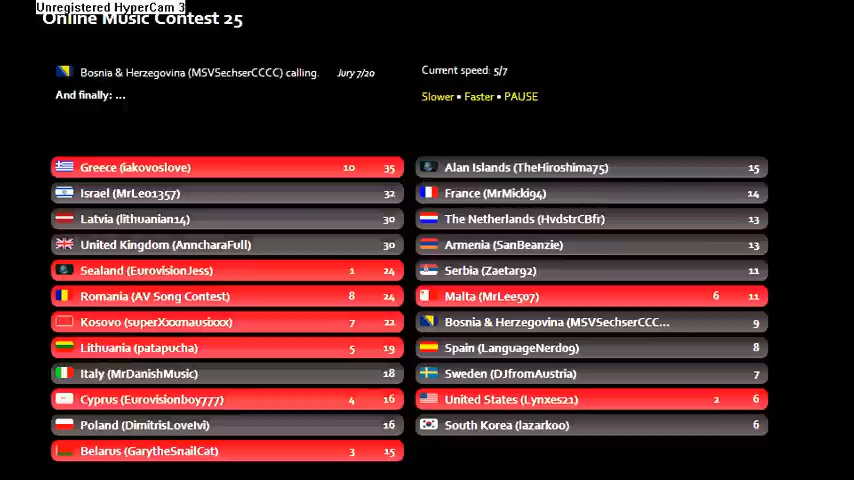 Unregistered HyperCam 3
Online Music Contest 25
Bosnia & Herzegovina (MSVSechserCCCC) calling. Jury 7/20
Current speed: 5/7
And finally: ...
Slower • Faster • PAUSE
Greece (iakovoslove) 10 35
Israel (MrLeo1357) 32
Latvia (lithuanian14) 30
United Kingdom (AnncharaFull) 30
Sealand (EurovisionJess) 1 24
Romania (AV Song Contest) 8 24
Kosovo (superXxxmausixxx) 7 22
Lithuania (patapucha) 5 19
Italy (MrDanishMusic) 18
Cyprus (Eurovisionboy777) 4 16
Poland (DimitrisLoveIvi) 16
Belarus (GarytheSnailCat) 3 15
Alan Islands (TheHiroshima75) 15
France (MrMicki94) 14
The Netherlands (HvdstrCBfr) 13
Armenia (SanBeanzie) 13
Serbia (Zaetar92) 11
Malta (MrLee507) 6 11
Bosnia & Herzegovina (MSVSechserCCC... 9
Spain (LanguageNerd09) 8
Sweden (DJfromAustria) 7
United States (Lynxes21) 2 6
South Korea (lazarkoo) 6